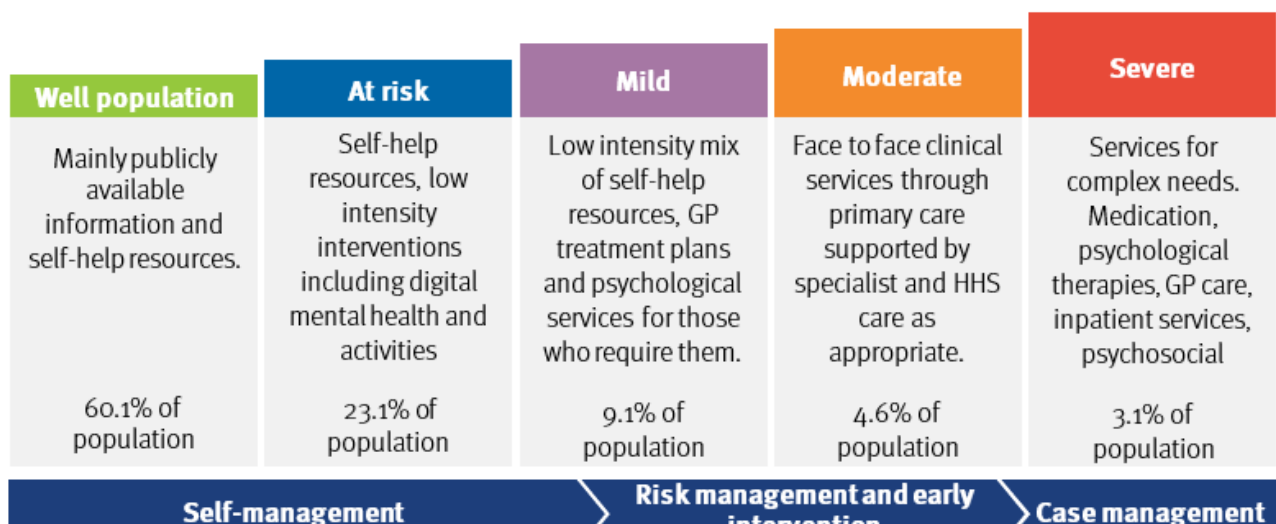 Well population
Mainly publicly
available
information and
self-help resources.
60.1% of
population
At risk
Self-help
resources, low
intensity
interventions
including digital
mental health and
activities
23.1% of
population
Mild
Low intensity mix
of self-help
resources, GP
treatment plans
and psychological
services for those
who require them.
9.1% of
population
Moderate
Face to face clinical
services through
primary care
supported by
specialist and HHS
care as
appropriate.
4.6% of
population
Severe
Services for
complex needs.
Medication,
psychological
therapies, GP care,
inpatient services,
psychosocial
3.1% of
population
Self-management
Risk management and early
intervention
Case management